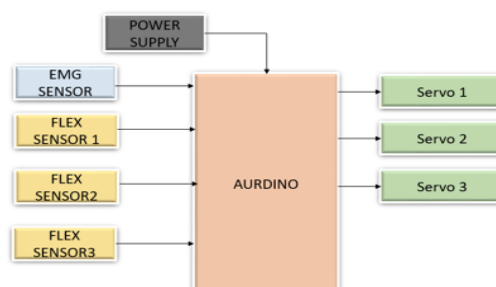 POWER
SUPPLY
EMG
SENSOR
FLEX
SENSOR 1
FLEX
SENSOR2
FLEX
SENSOR3
AURDINO
Servo 1
Servo 2
Servo 3